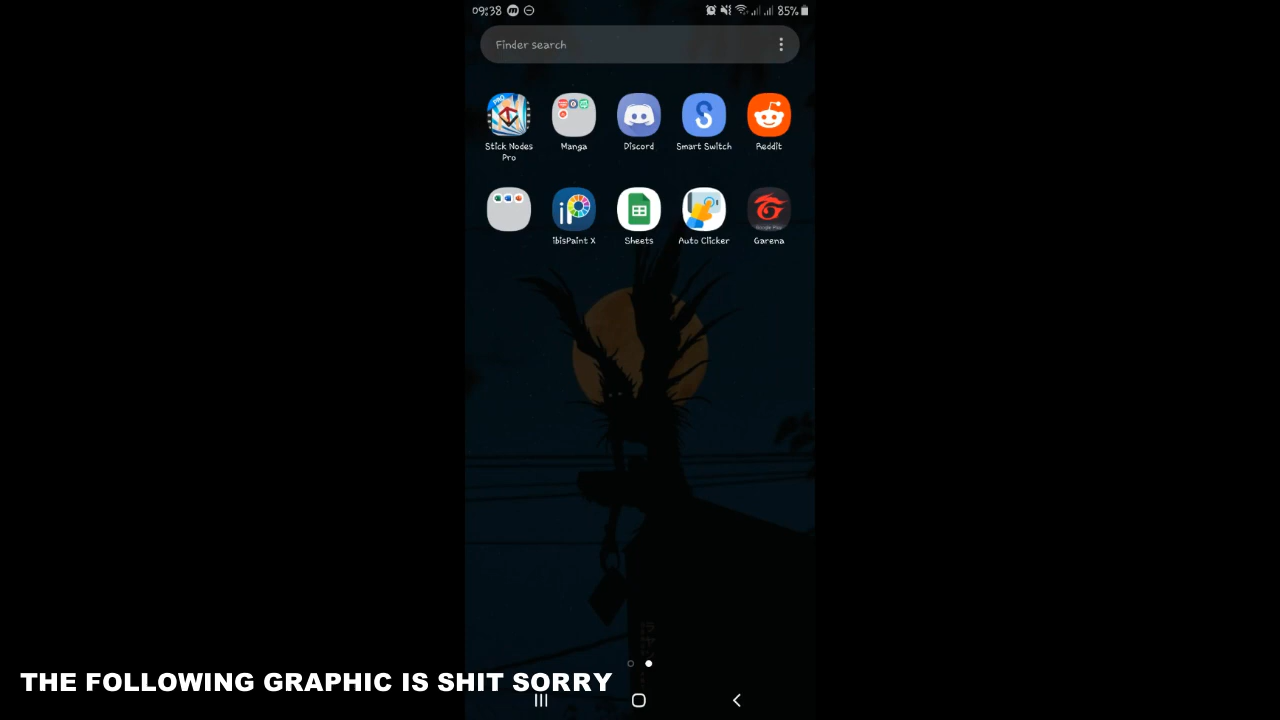 09:38
85%
Finder search
Stick Nodes Pro
Manga
Discord
Smart Switch
Reddit
ibisPaint X
Sheets
Auto Clicker
Garena
THE FOLLOWING GRAPHIC IS SHIT SORRY